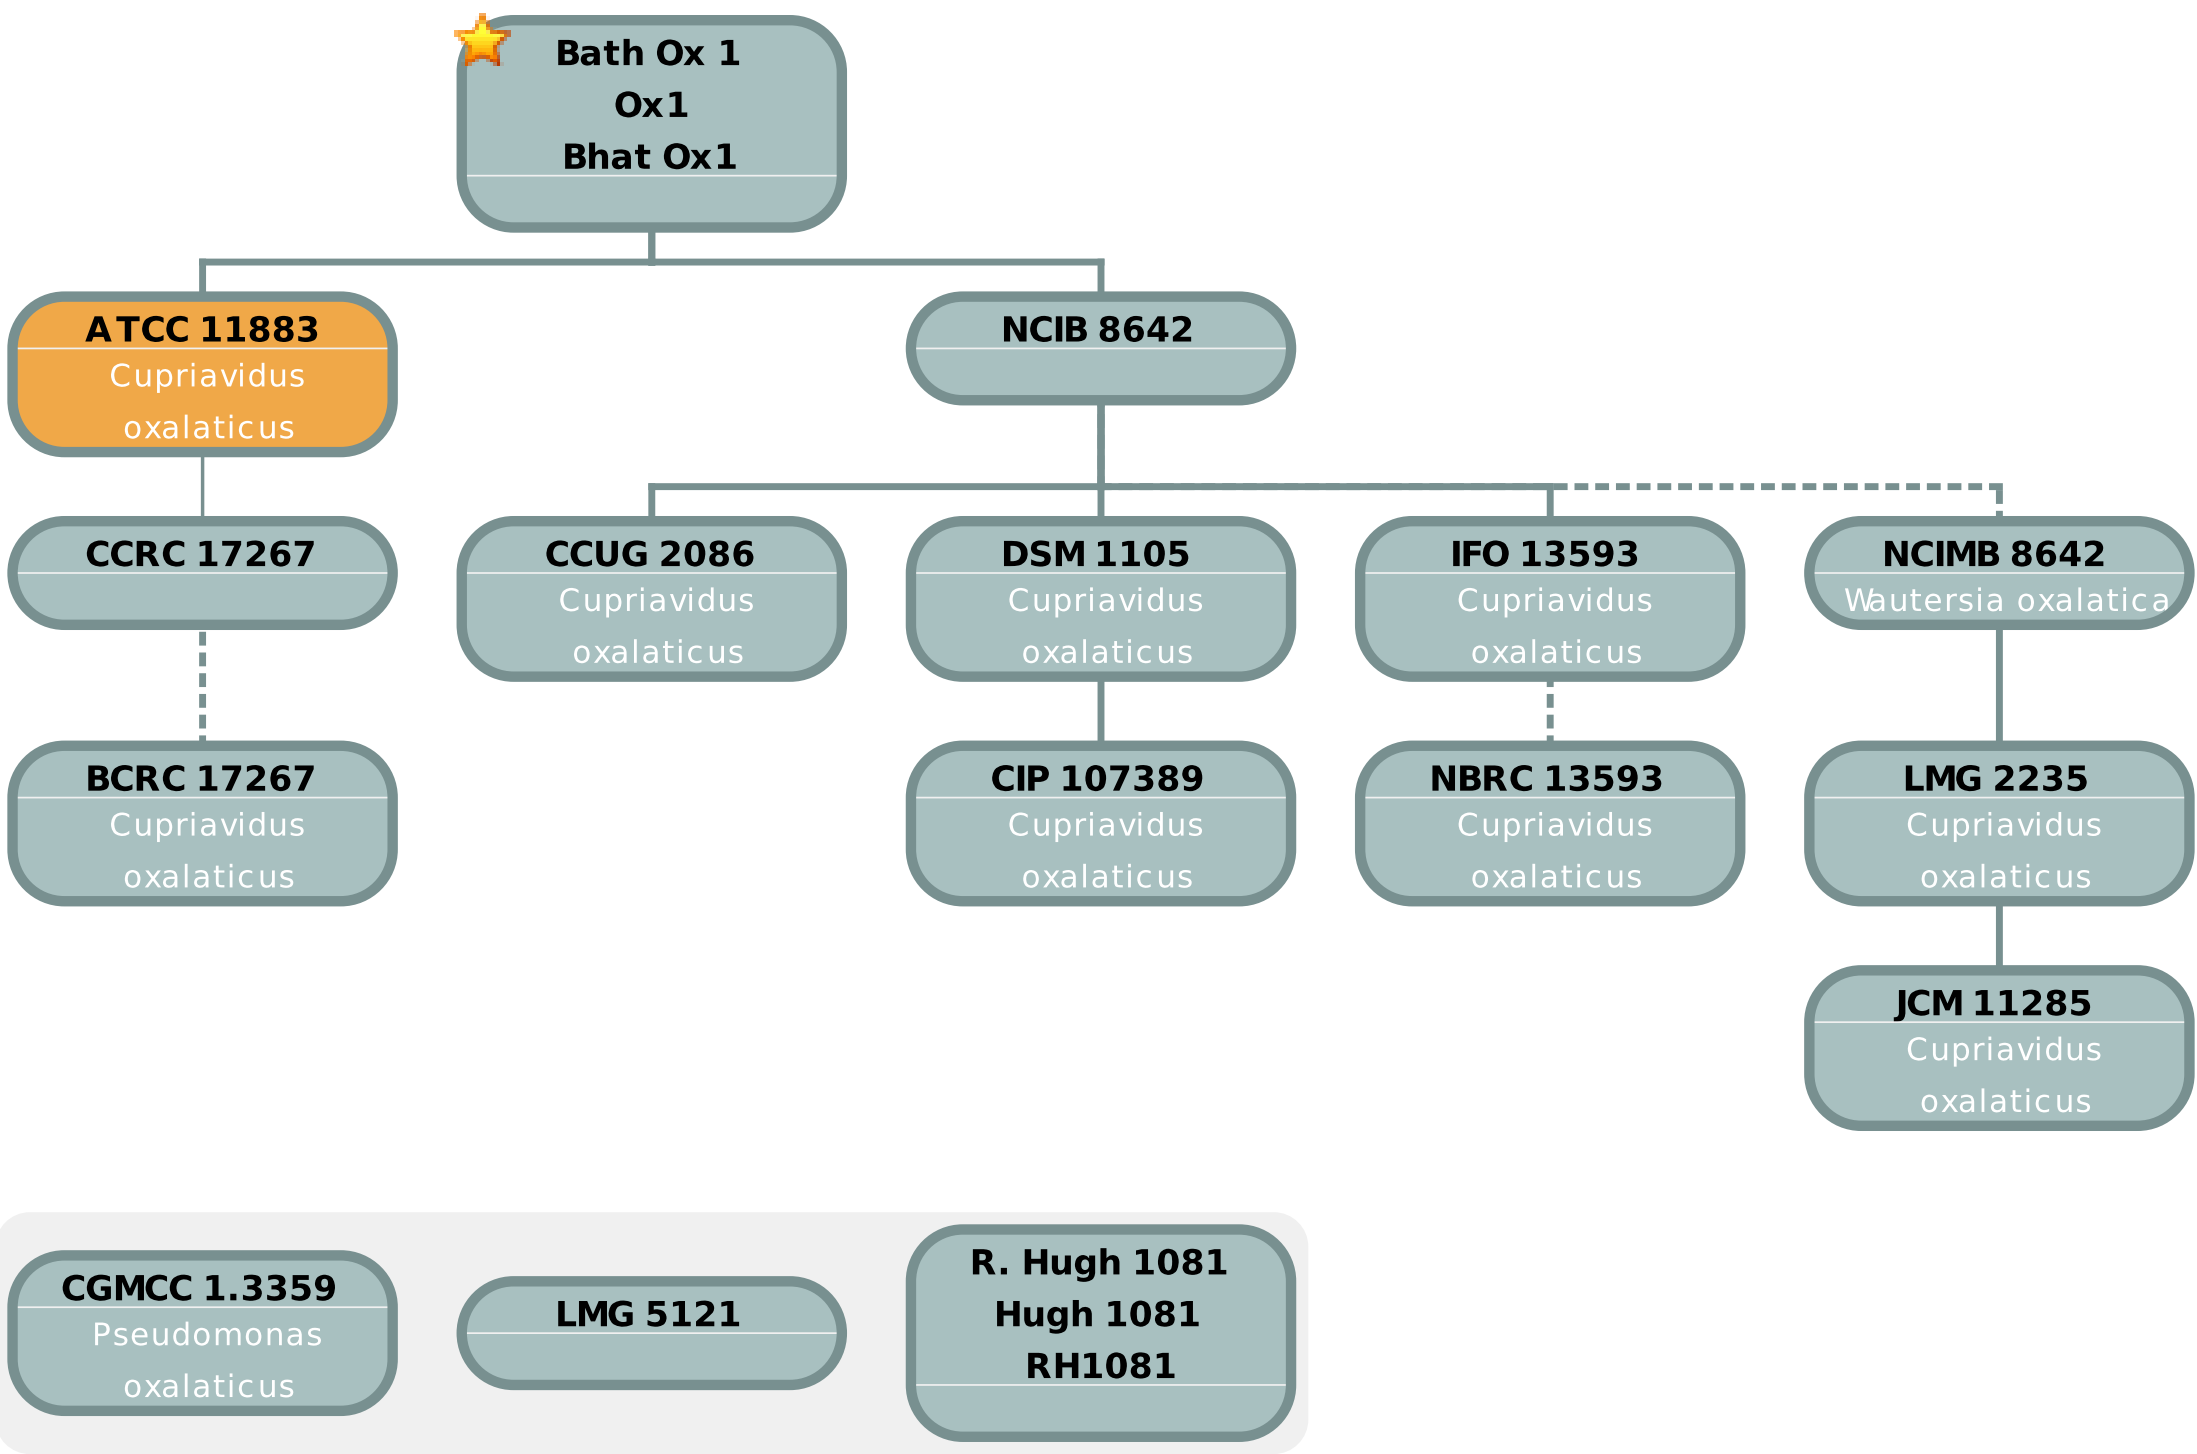 Bath Ox 1
Ox1
Bhat Ox1
ATCC 11883
Cupriavidus
oxalaticus
NCIB 8642
CCRC 17267
CCUG 2086
Cupriavidus
oxalaticus
DSM 1105
Cupriavidus
oxalaticus
IFO 13593
Cupriavidus
oxalaticus
NCIMB 8642
Wautersia oxalatica
BCRC 17267
Cupriavidus
oxalaticus
CIP 107389
Cupriavidus
oxalaticus
NBRC 13593
Cupriavidus
oxalaticus
LMG 2235
Cupriavidus
oxalaticus
JCM 11285
Cupriavidus
oxalaticus
CGMCC 1.3359
Pseudomonas
oxalaticus
LMG 5121
R. Hugh 1081
Hugh 1081
RH1081